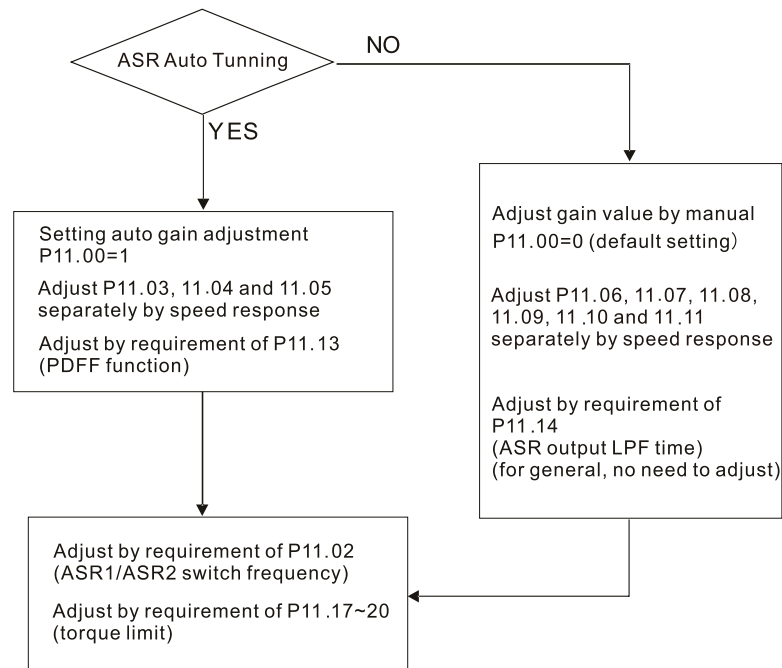 ASR Auto Tunning
NO
YES
Setting auto gain adjustment
P11.00=1
Adjust P11.03, 11.04 and 11.05
separately by speed response
Adjust by requirement of P11.13
(PDFF function)
Adjust gain value by manual
P11.00=0 (default setting)
Adjust P11.06, 11.07, 11.08,
11.09, 11.10 and 11.11
separately by speed response
Adjust by requirement of
P11.14
(ASR output LPF time)
(for general, no need to adjust)
Adjust by requirement of P11.02
(ASR1/ASR2 switch frequency)
Adjust by requirement of P11.17~20
(torque limit)